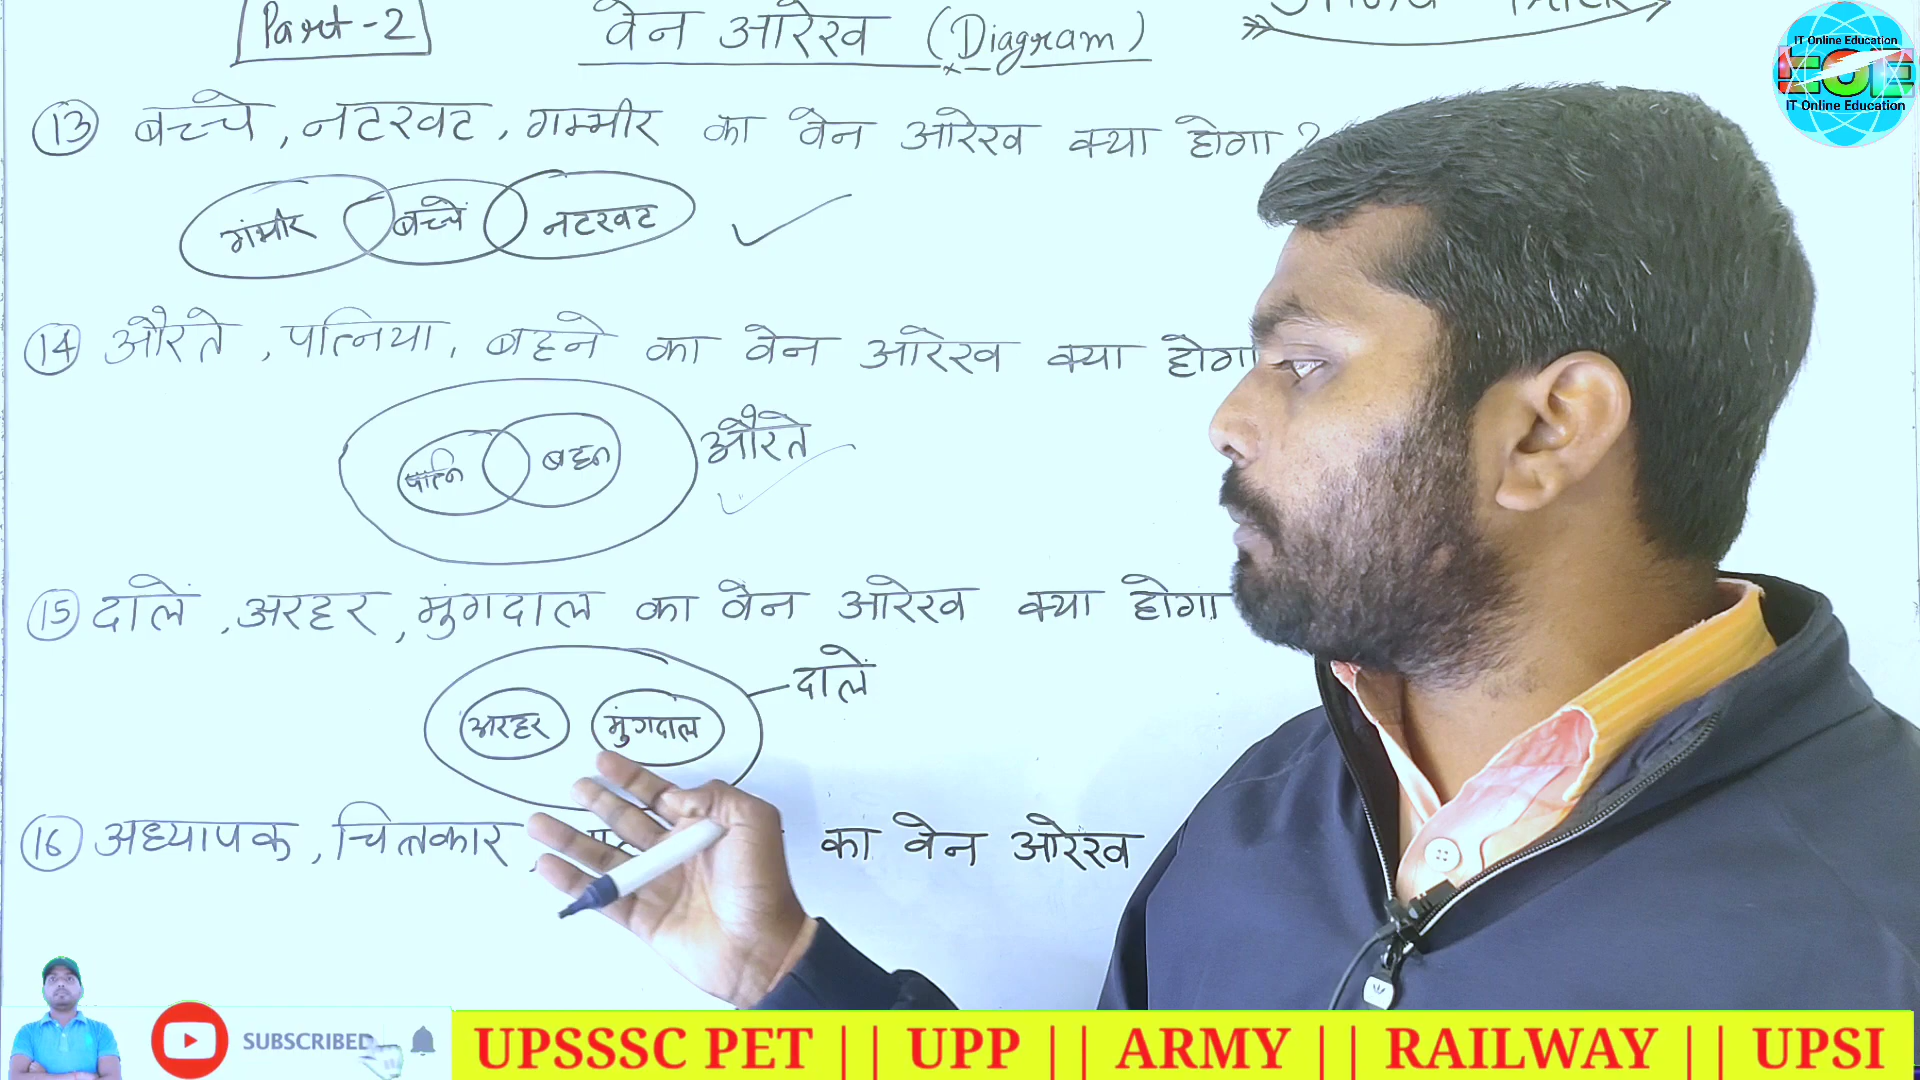 Part-2
वेन आरेख (Diagram)
IT Online Education
EOE
IT Online Education
13 बच्चे, नटखट, गम्भीर का वेन आरेख क्या होगा ?
गंभीर बच्चे नटखट
14 औरते, पत्निया, बहने का वेन आरेख क्या होगा
पत्नि बहन औरते
15 दालें, अरहर, मुंगदाल का वेन आरेख क्या होगा
अरहर मुंगदाल दालें
16 अध्यापक, चित्रकार, का वेन ओरेख
SUBSCRIBED
UPSSSC PET || UPP || ARMY || RAILWAY || UPSI